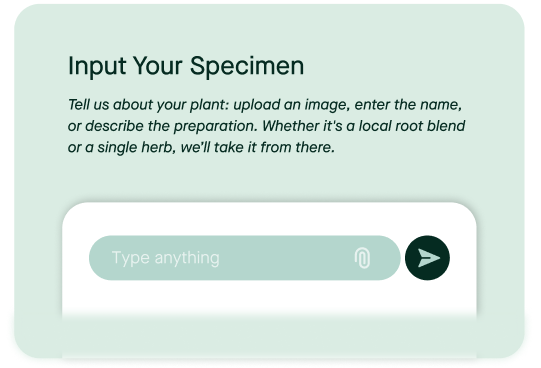 Input Your Specimen
Tell us about your plant: upload an image, enter the name,
or describe the preparation. Whether it's a local root blend
or a single herb, we'll take it from there.
Type anything